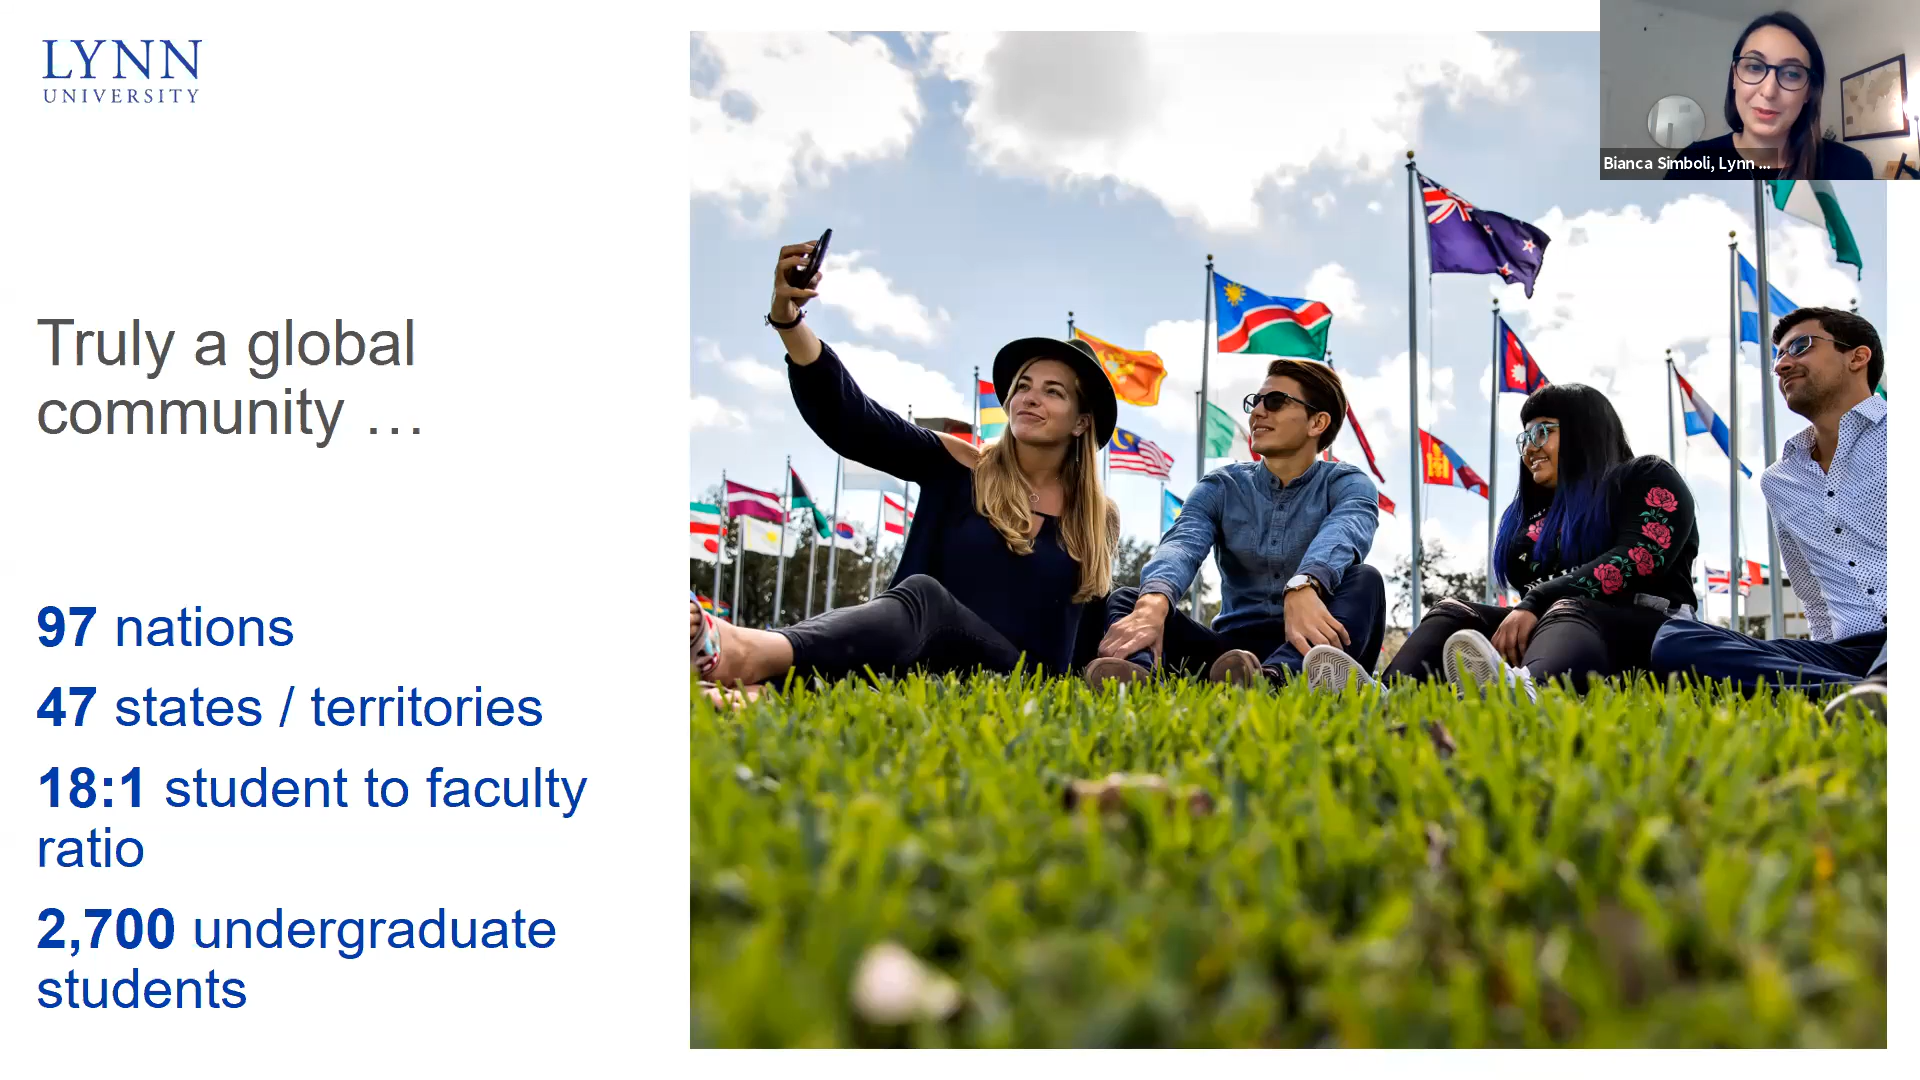 LYNN
UNIVERSITY
Bianca Simboli, Lynn ...
Truly a global
community ...
97 nations
47 states / territories
18:1 student to faculty
ratio
2,700 undergraduate
students